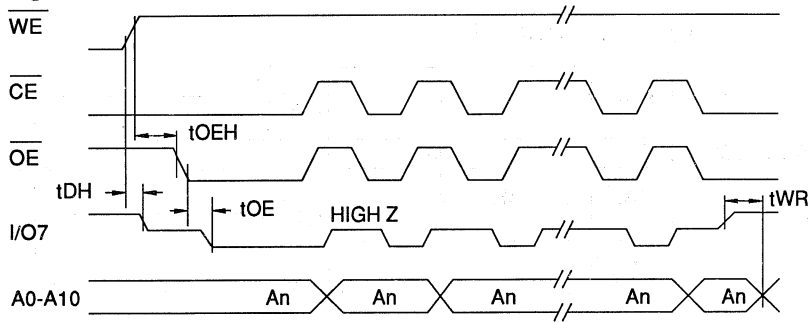 WE
CE
tOEH
OE
tDH
tOE
tWR
HIGH Z
I/O7
A0-A10 An An An An An